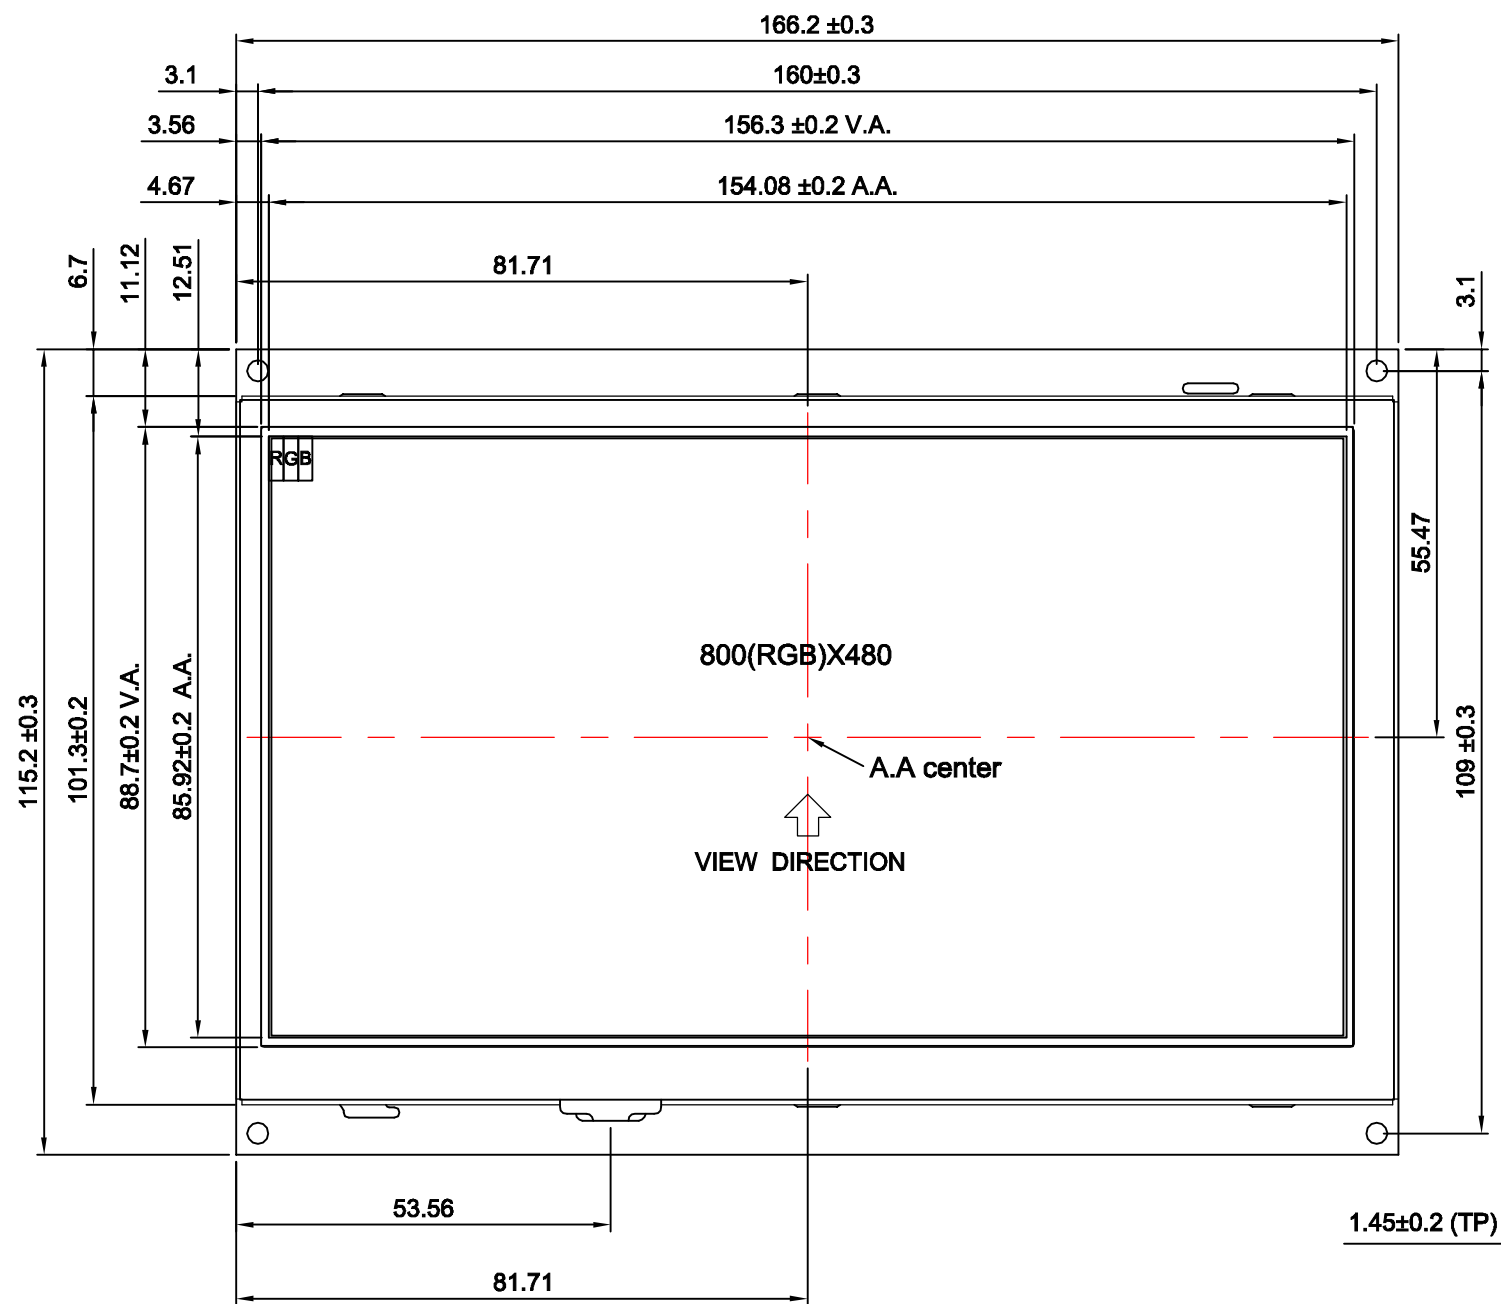 166.2 ±0.3
3.1
160±0.3
3.56
156.3 ±0.2 V.A.
4.67
154.08 ±0.2 A.A.
6.7
11.12
12.51
81.71
3.1
RGB
55.47
800(RGB)X480
115.2 ±0.3
101.3±0.2
88.7±0.2 V.A.
85.92±0.2 A.A.
109 ±0.3
A.A center
VIEW DIRECTION
53.56
1.45±0.2 (TP)
81.71